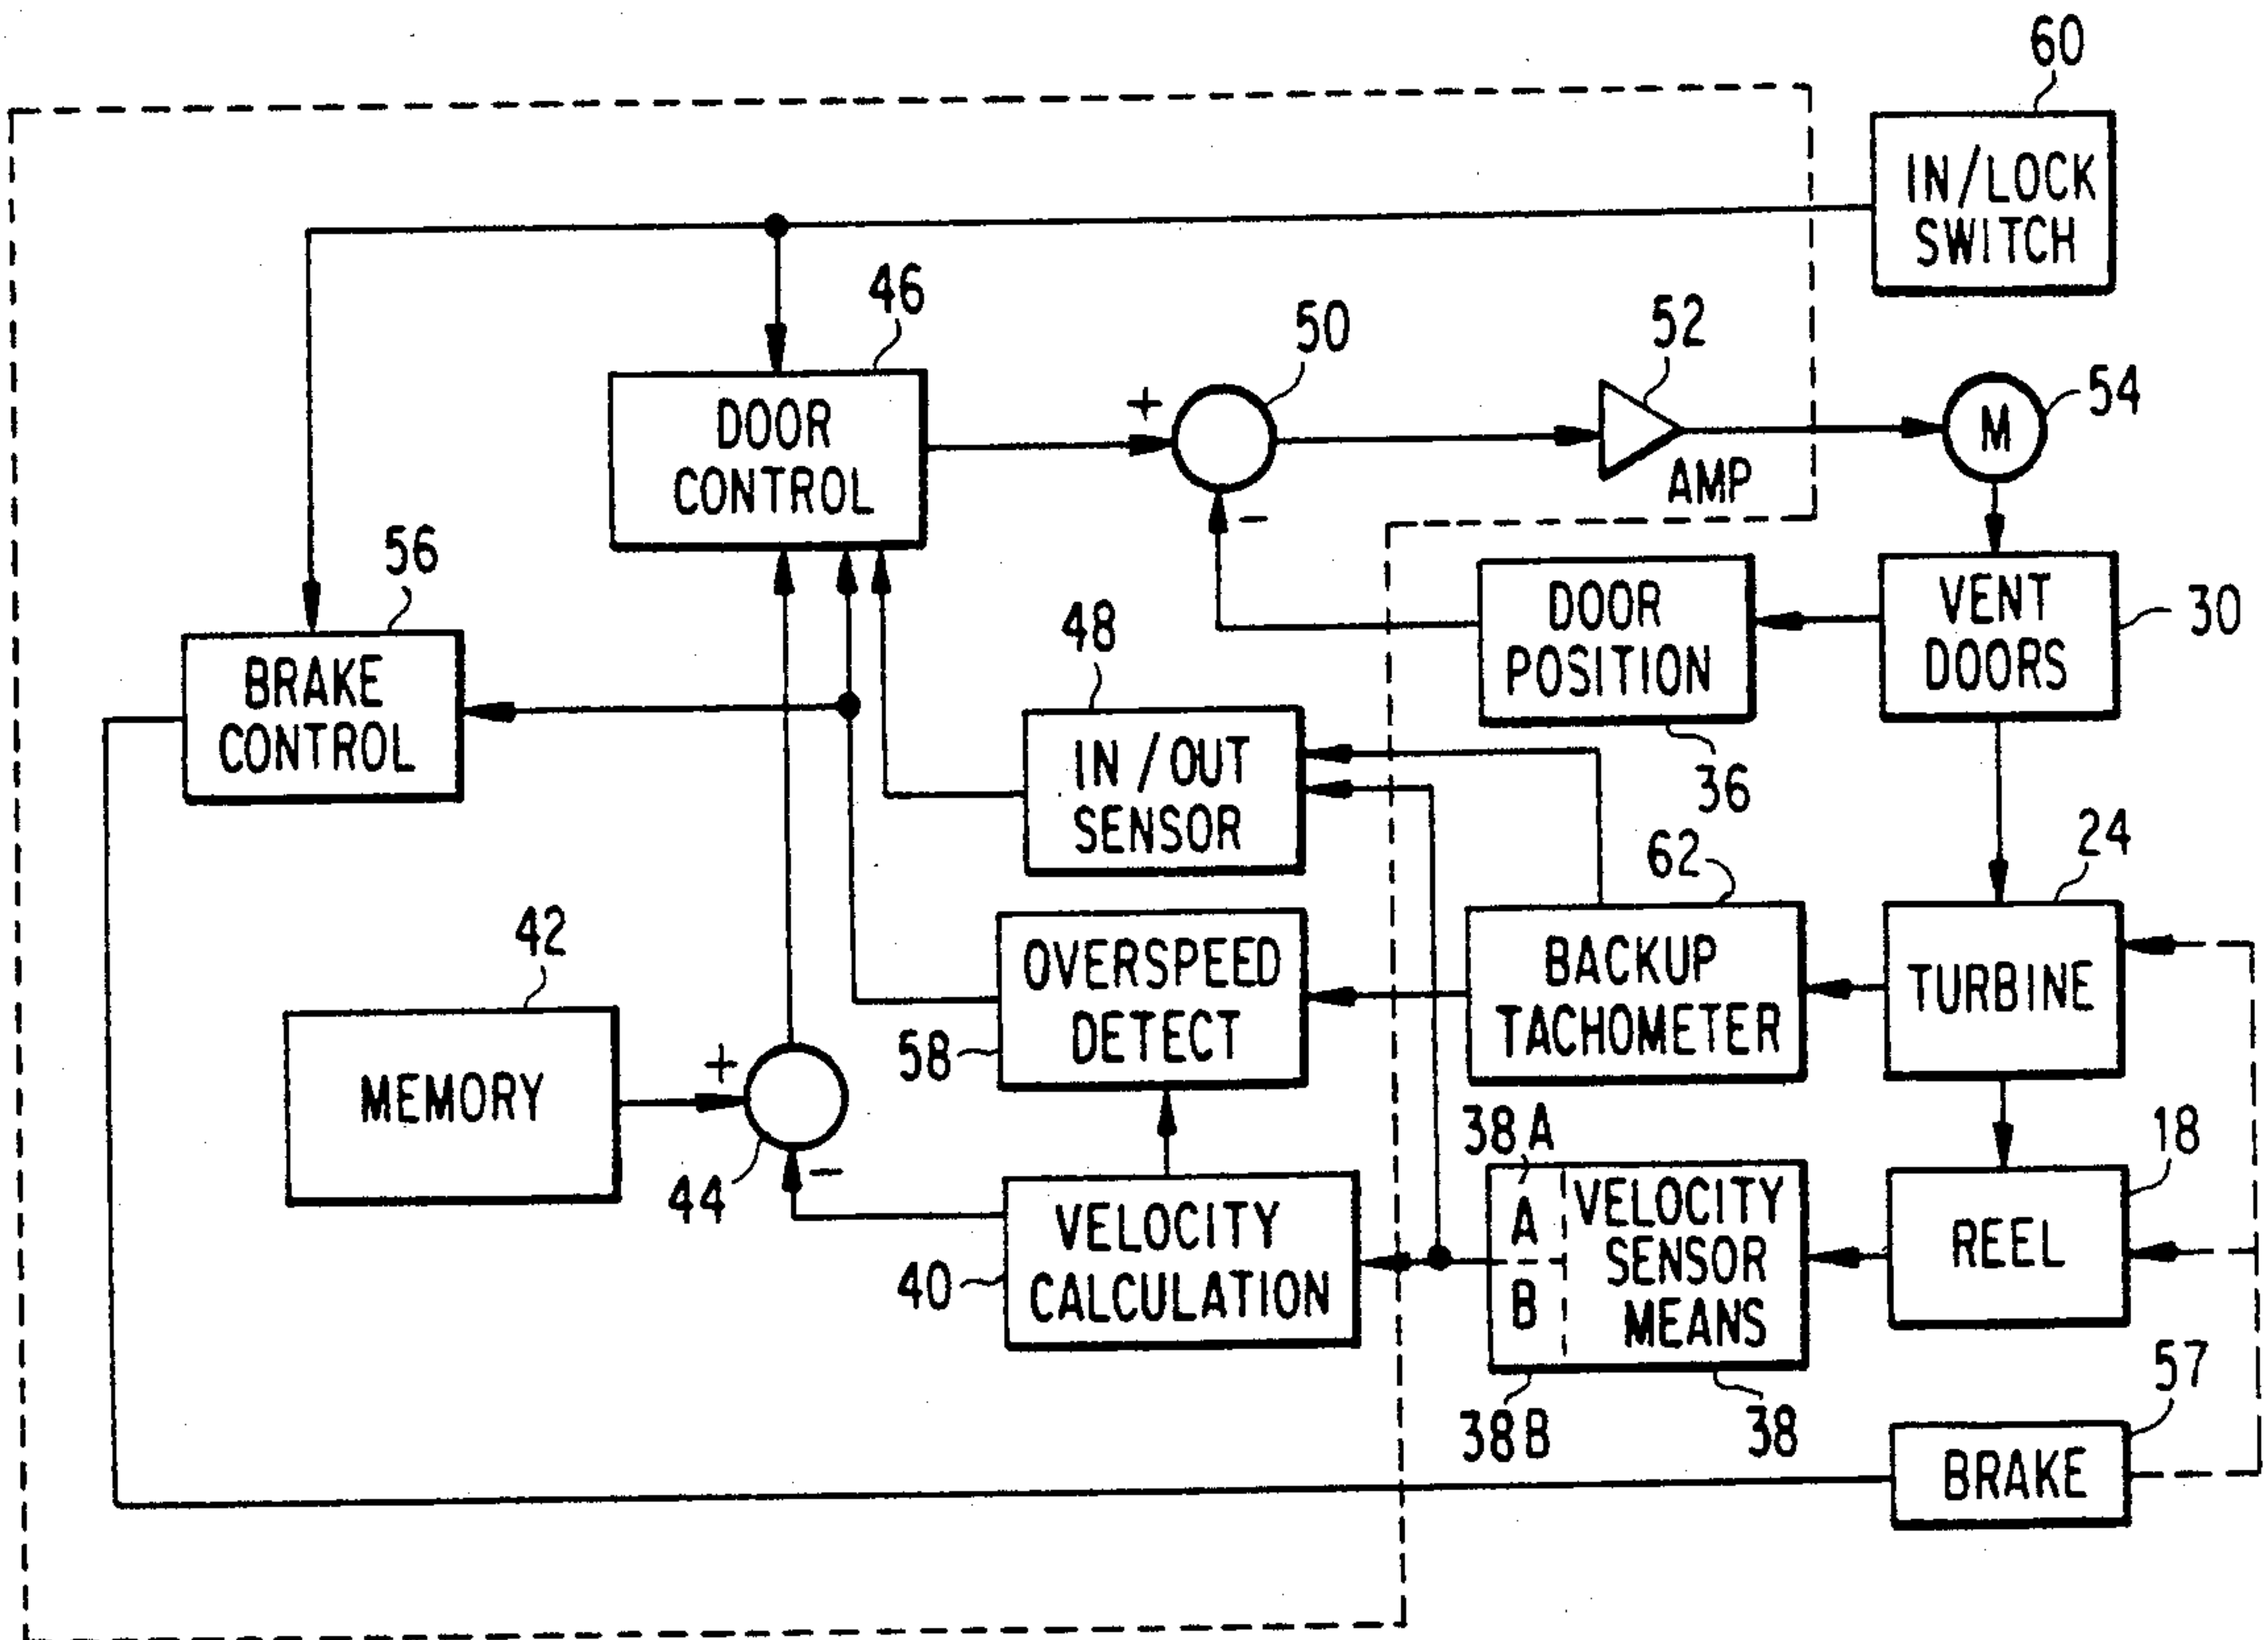 60
IN/LOCK
SWITCH
46
DOOR
CONTROL
+
50
-
52
AMP
M
54
56
BRAKE
CONTROL
48
IN/OUT
SENSOR
DOOR
POSITION
36
VENT
DOORS
30
42
MEMORY
+
44
-
OVERSPEED
DETECT
58
62
BACKUP
TACHOMETER
24
TURBINE
VELOCITY
CALCULATION
40
38A
A
B
VELOCITY
SENSOR
MEANS
38B
38
18
REEL
57
BRAKE